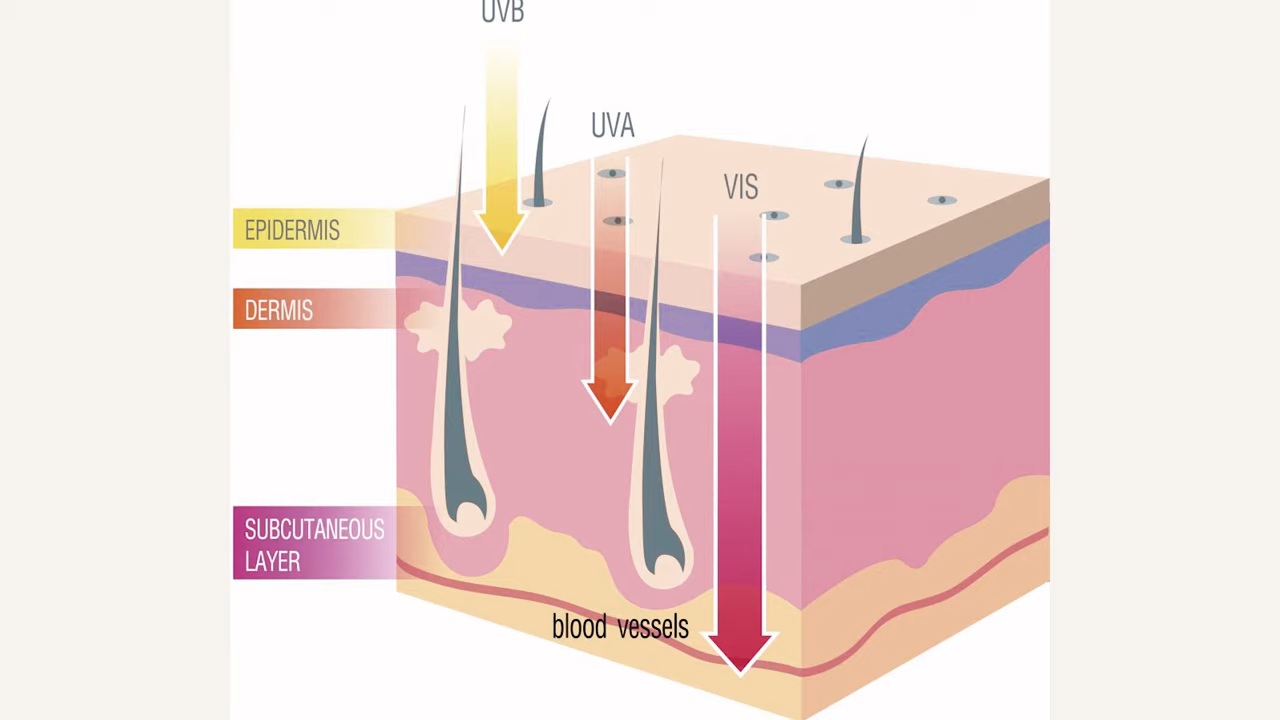 UVB
UVA
VIS
EPIDERMIS
DERMIS
SUBCUTANEOUS
LAYER
blood vessels